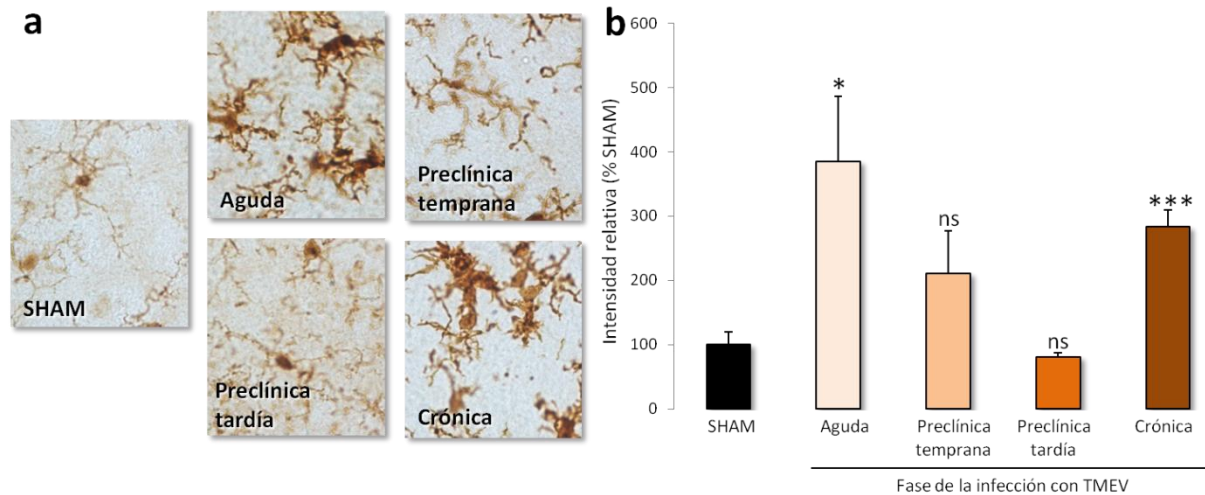 a
SHAM
Aguda
Preclínica
temprana
Preclínica
tardía
Crónica
b
Intensidad relativa (% SHAM)
600
500
400
300
200
100
0
*
ns
ns
***
SHAM
Aguda
Preclínica
temprana
Preclínica
tardía
Crónica
Fase de la infección con TMEV